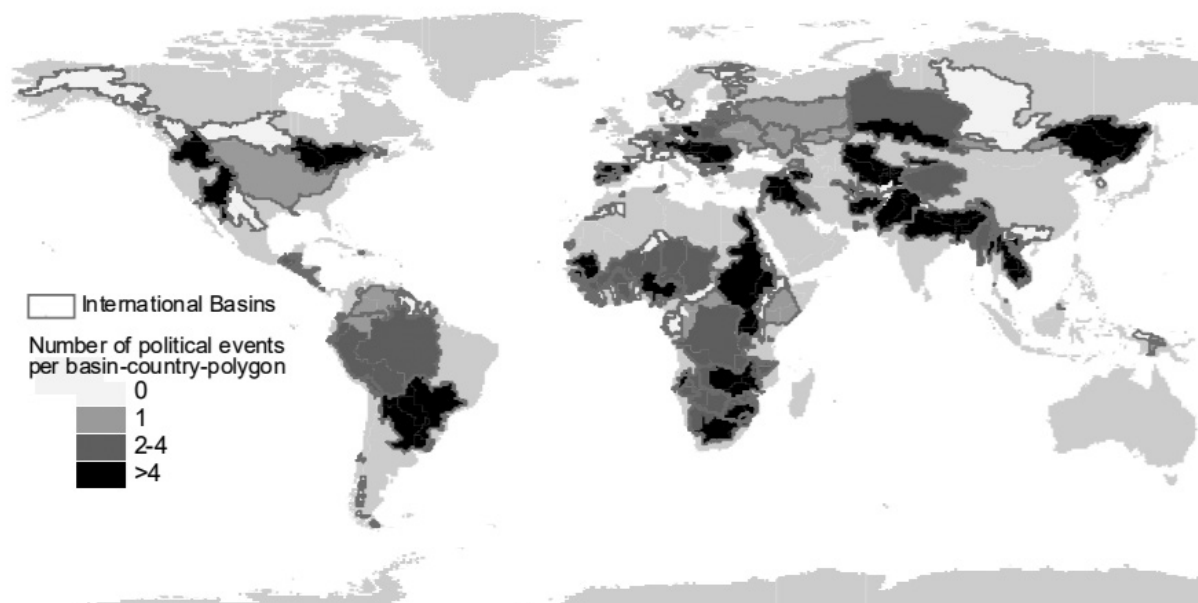 International Basins
Number of political events
per basin-country-polygon
0
1
2-4
>4